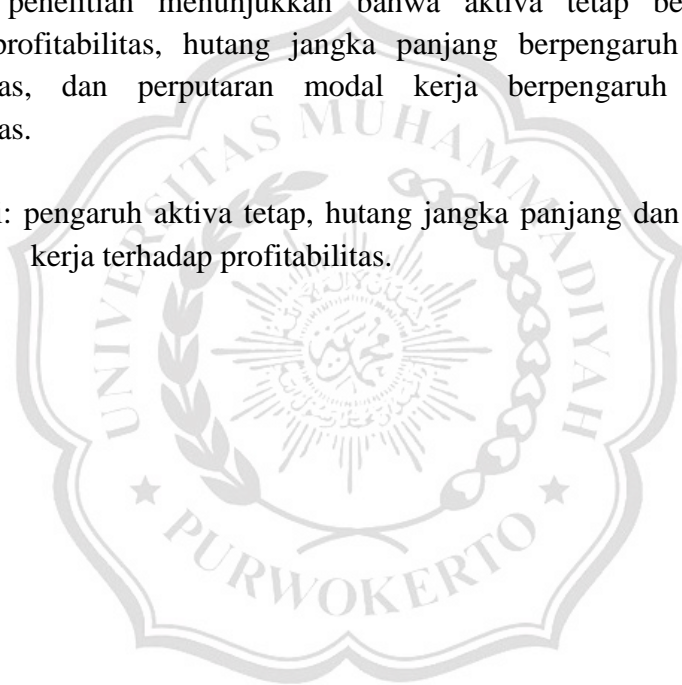 penelitian menunjukkan bahwa aktiva tetap be
profitabilitas, hutang jangka panjang berpengaruh
as, dan perputaran modal kerja berpengaruh
as.
: pengaruh aktiva tetap, hutang jangka panjang dan
kerja terhadap profitabilitas.
UNIVERSITAS MUHAMMADIYAH
PURWOKERTO